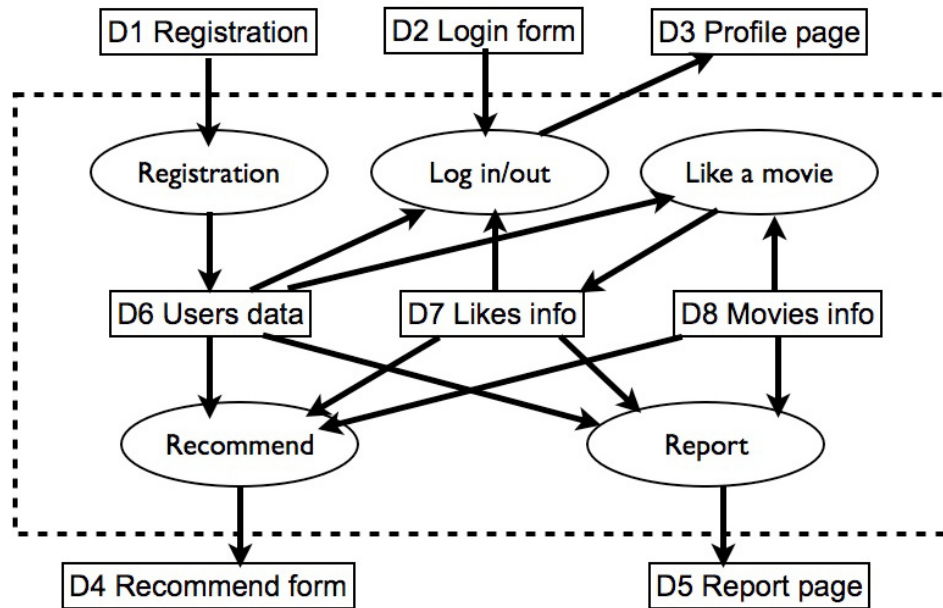 D1 Registration
D2 Login form
D3 Profile page
Registration
Log in/out
Like a movie
D6 Users data
D7 Likes info
D8 Movies info
Recommend
Report
D4 Recommend form
D5 Report page